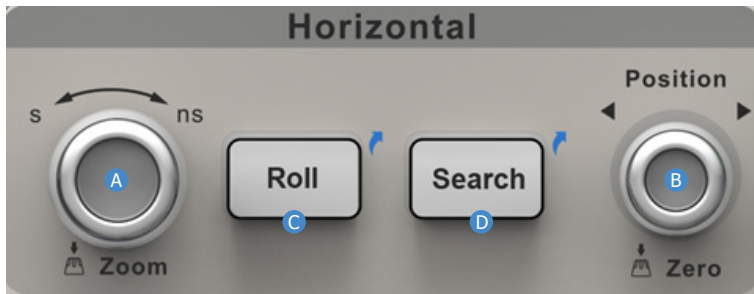 Horizontal
Position
s ns
A Roll Search B
C D
Zoom Zero